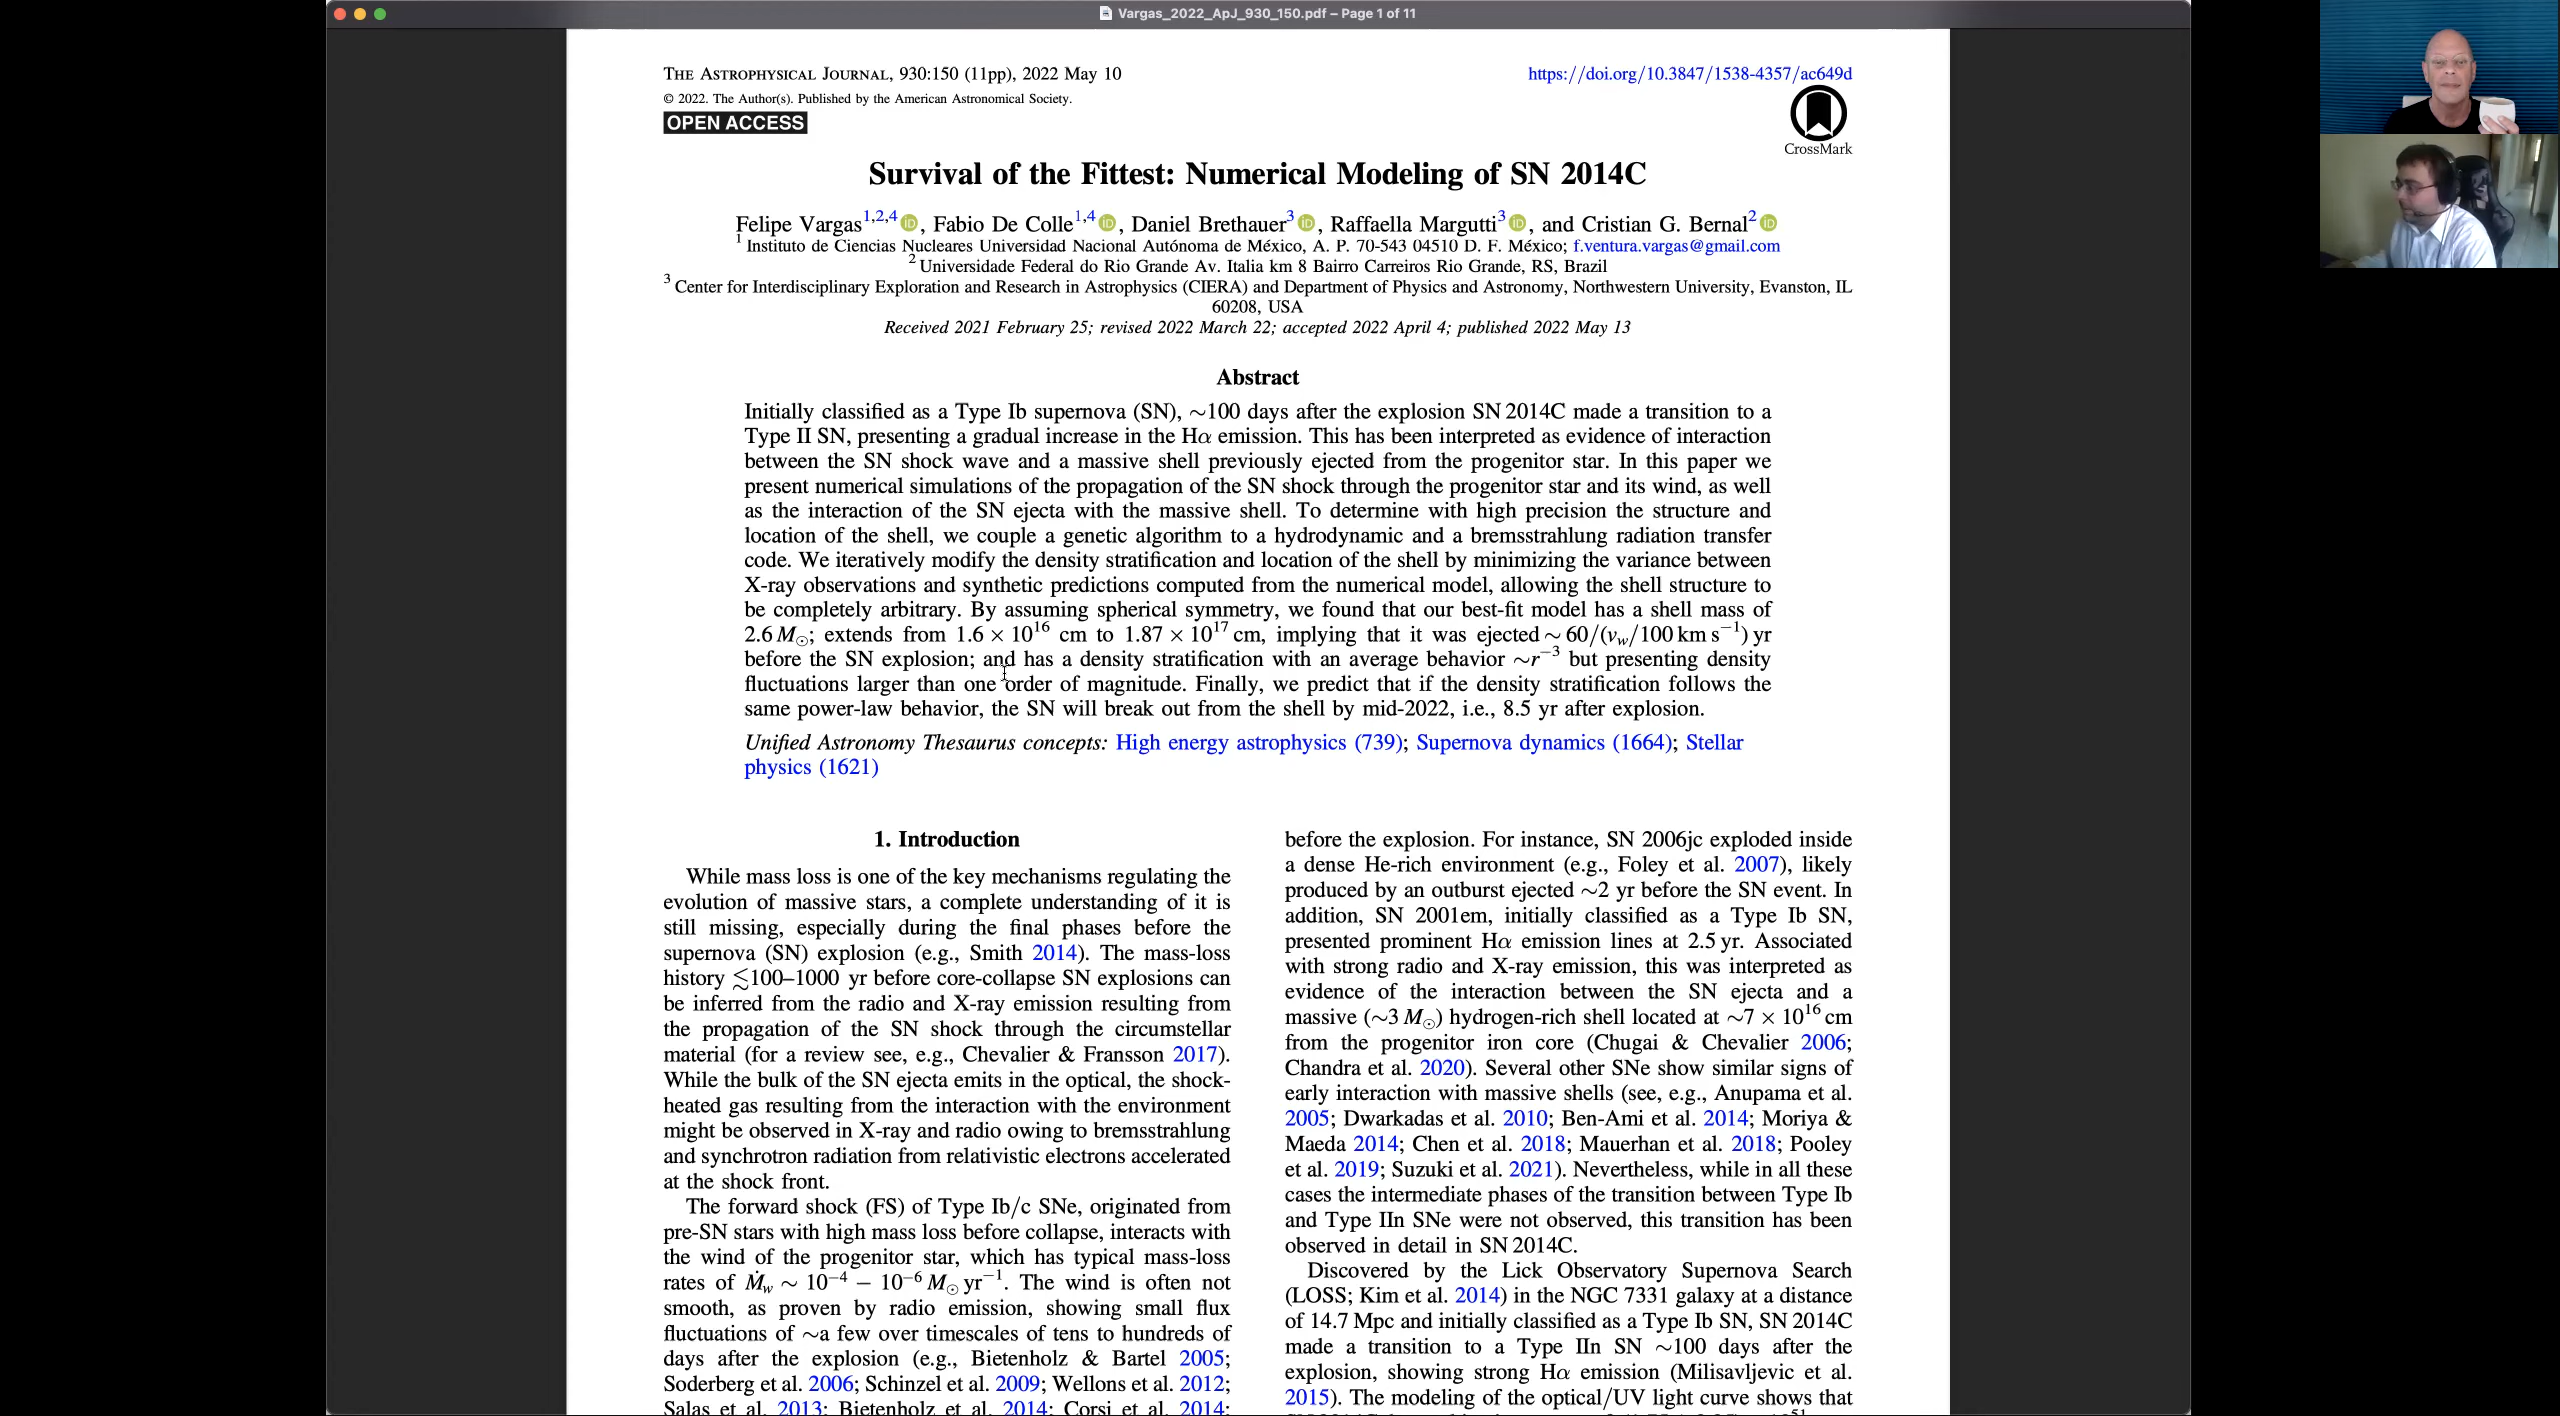 Vargas_2022_ApJ_930_150.pdf – Page 1 of 11
THE ASTROPHYSICAL JOURNAL, 930:150 (11pp), 2022 May 10
https://doi.org/10.3847/1538-4357/ac649d
© 2022. The Author(s). Published by the American Astronomical Society.
OPEN ACCESS
CrossMark
Survival of the Fittest: Numerical Modeling of SN 2014C
Felipe Vargas1,2,4 iD, Fabio De Colle1,4 iD, Daniel Brethauer3 iD, Raffaella Margutti3 iD, and Cristian G. Bernal2 iD
1 Instituto de Ciencias Nucleares Universidad Nacional Autónoma de México, A. P. 70-543 04510 D. F. México; f.ventura.vargas@gmail.com
2 Universidade Federal do Rio Grande Av. Italia km 8 Bairro Carreiros Rio Grande, RS, Brazil
3 Center for Interdisciplinary Exploration and Research in Astrophysics (CIERA) and Department of Physics and Astronomy, Northwestern University, Evanston, IL
60208, USA
Received 2021 February 25; revised 2022 March 22; accepted 2022 April 4; published 2022 May 13
Abstract
Initially classified as a Type Ib supernova (SN), ∼100 days after the explosion SN 2014C made a transition to a
Type II SN, presenting a gradual increase in the Hα emission. This has been interpreted as evidence of interaction
between the SN shock wave and a massive shell previously ejected from the progenitor star. In this paper we
present numerical simulations of the propagation of the SN shock through the progenitor star and its wind, as well
as the interaction of the SN ejecta with the massive shell. To determine with high precision the structure and
location of the shell, we couple a genetic algorithm to a hydrodynamic and a bremsstrahlung radiation transfer
code. We iteratively modify the density stratification and location of the shell by minimizing the variance between
X-ray observations and synthetic predictions computed from the numerical model, allowing the shell structure to
be completely arbitrary. By assuming spherical symmetry, we found that our best-fit model has a shell mass of
2.6 M⊙; extends from 1.6 × 10¹⁶ cm to 1.87 × 10¹⁷ cm, implying that it was ejected ∼ 60/(v_w/100 km s⁻¹) yr
before the SN explosion; and has a density stratification with an average behavior ∼r⁻³ but presenting density
fluctuations larger than one order of magnitude. Finally, we predict that if the density stratification follows the
same power-law behavior, the SN will break out from the shell by mid-2022, i.e., 8.5 yr after explosion.
Unified Astronomy Thesaurus concepts: High energy astrophysics (739); Supernova dynamics (1664); Stellar
physics (1621)
1. Introduction
While mass loss is one of the key mechanisms regulating the
evolution of massive stars, a complete understanding of it is
still missing, especially during the final phases before the
supernova (SN) explosion (e.g., Smith 2014). The mass-loss
history ≲100–1000 yr before core-collapse SN explosions can
be inferred from the radio and X-ray emission resulting from
the propagation of the SN shock through the circumstellar
material (for a review see, e.g., Chevalier & Fransson 2017).
While the bulk of the SN ejecta emits in the optical, the shock-
heated gas resulting from the interaction with the environment
might be observed in X-ray and radio owing to bremsstrahlung
and synchrotron radiation from relativistic electrons accelerated
at the shock front.
The forward shock (FS) of Type Ib/c SNe, originated from
pre-SN stars with high mass loss before collapse, interacts with
the wind of the progenitor star, which has typical mass-loss
rates of Ṁ_w ∼ 10⁻⁴ − 10⁻⁶ M⊙ yr⁻¹. The wind is often not
smooth, as proven by radio emission, showing small flux
fluctuations of ∼a few over timescales of tens to hundreds of
days after the explosion (e.g., Bietenholz & Bartel 2005;
Soderberg et al. 2006; Schinzel et al. 2009; Wellons et al. 2012;
Salas et al. 2013; Bietenholz et al. 2014; Corsi et al. 2014;
before the explosion. For instance, SN 2006jc exploded inside
a dense He-rich environment (e.g., Foley et al. 2007), likely
produced by an outburst ejected ∼2 yr before the SN event. In
addition, SN 2001em, initially classified as a Type Ib SN,
presented prominent Hα emission lines at 2.5 yr. Associated
with strong radio and X-ray emission, this was interpreted as
evidence of the interaction between the SN ejecta and a
massive (∼3 M⊙) hydrogen-rich shell located at ∼7 × 10¹⁶ cm
from the progenitor iron core (Chugai & Chevalier 2006;
Chandra et al. 2020). Several other SNe show similar signs of
early interaction with massive shells (see, e.g., Anupama et al.
2005; Dwarkadas et al. 2010; Ben-Ami et al. 2014; Moriya &
Maeda 2014; Chen et al. 2018; Mauerhan et al. 2018; Pooley
et al. 2019; Suzuki et al. 2021). Nevertheless, while in all these
cases the intermediate phases of the transition between Type Ib
and Type IIn SNe were not observed, this transition has been
observed in detail in SN 2014C.
Discovered by the Lick Observatory Supernova Search
(LOSS; Kim et al. 2014) in the NGC 7331 galaxy at a distance
of 14.7 Mpc and initially classified as a Type Ib SN, SN 2014C
made a transition to a Type IIn SN ∼100 days after the
explosion, showing strong Hα emission (Milisavljevic et al.
2015). The modeling of the optical/UV light curve shows that